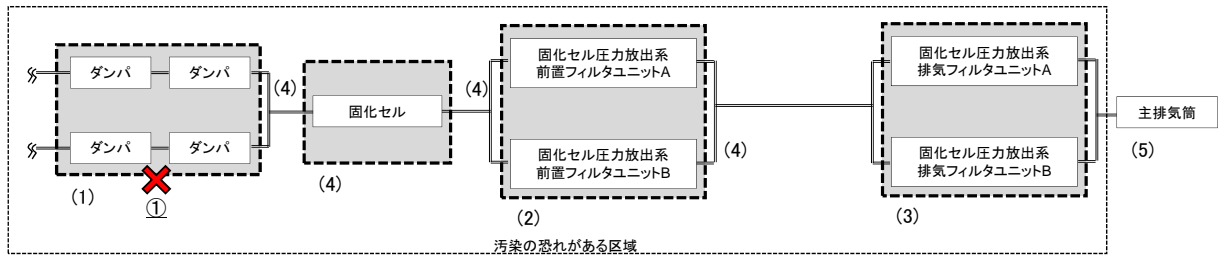 ダンパ
ダンパ
(4)
固化セル
(4)
固化セル圧力放出系
前置フィルタユニットA
固化セル圧力放出系
排気フィルタユニットA
主排気筒
ダンパ
ダンパ
固化セル圧力放出系
前置フィルタユニットB
(4)
固化セル圧力放出系
排気フィルタユニットB
(5)
(1)
①
(4)
(2)
(3)
汚染の恐れがある区域